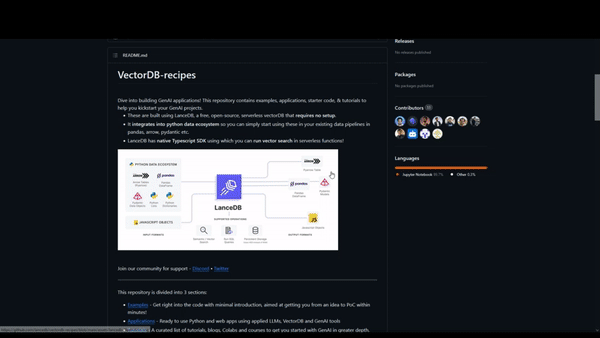 README.md
VectorDB-recipes
Dive into building GenAI applications! This repository contains examples, applications, starter code, & tutorials to
help you kickstart your GenAI projects.
These are built using LanceDB, a free, open-source, serverless vectorDB that requires no setup.
It integrates into python data ecosystem so you can simply start using these in your existing data pipelines in
pandas, arrow, pydantic etc.
LanceDB has native Typescript SDK using which you can run vector search in serverless functions!
PYTHON DATA ECOSYSTEM
LanceDB
SUPPORTED OPERATIONS
JAVASCRIPT OBJECTS
INPUT FORMATS
OUTPUT FORMATS
Join our community for support - Discord • Twitter
This repository is divided into 3 sections:
Examples - Get right into the code with minimal introduction, aimed at getting you from an idea to PoC within
minutes!
Applications - Ready to use Python and web apps using applied LLMs, VectorDB and GenAI tools
A curated list of tutorials, blogs, Colabs and courses to get you started with GenAI in greater depth.
Releases
No releases published
Packages
No packages published
Contributors
Languages
Jupyter Notebook
Other